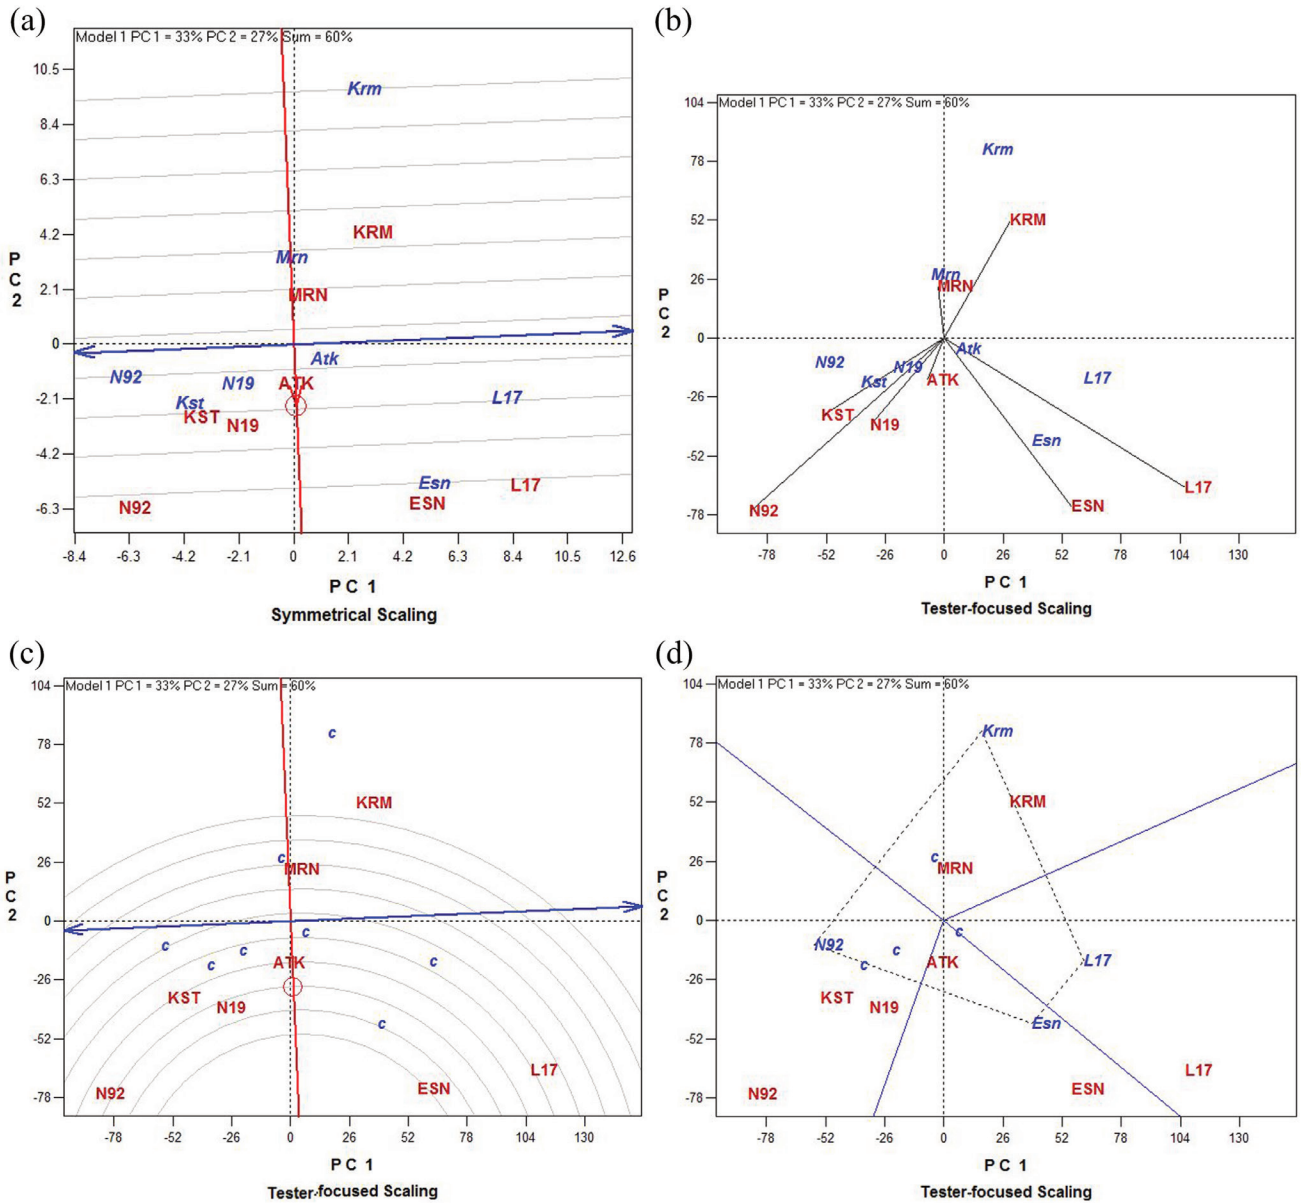 (a)
Model 1 PC 1 = 33% PC 2 = 27% Sum = 60%
10.5
8.4
6.3
4.2
2.1
0
-2.1
-4.2
-6.3
PC2
Krm
KRM
Mrn
MRN
Atk
N92
N19
ATK
Kst
L17
KST
N19
Esn
L17
ESN
N92
-8.4 -6.3 -4.2 -2.1 0 2.1 4.2 6.3 8.4 10.5 12.6
PC 1
Symmetrical Scaling
(b)
Model 1 PC 1 = 33% PC 2 = 27% Sum = 60%
104
78
52
26
0
-26
-52
-78
PC2
Krm
KRM
Mrn
MRN
Atk
N92
N19
Kst
ATK
L17
KST
N19
Esn
L17
N92
ESN
-78 -52 -26 0 26 52 78 104 130
PC 1
Tester-focused Scaling
(c)
Model 1 PC 1 = 33% PC 2 = 27% Sum = 60%
104
78
52
26
0
-26
-52
-78
PC2
c
KRM
c
MRN
c
c
c
c
ATK
c
KST
N19
c
L17
N92
ESN
-78 -52 -26 0 26 52 78 104 130
PC 1
Tester-focused Scaling
(d)
Model 1 PC 1 = 33% PC 2 = 27% Sum = 60%
104
78
52
26
0
-26
-52
-78
PC2
Krm
KRM
c
MRN
c
N92
c
c
ATK
L17
KST
N19
Esn
L17
N92
ESN
-78 -52 -26 0 26 52 78 104 130
PC 1
Tester-focused Scaling